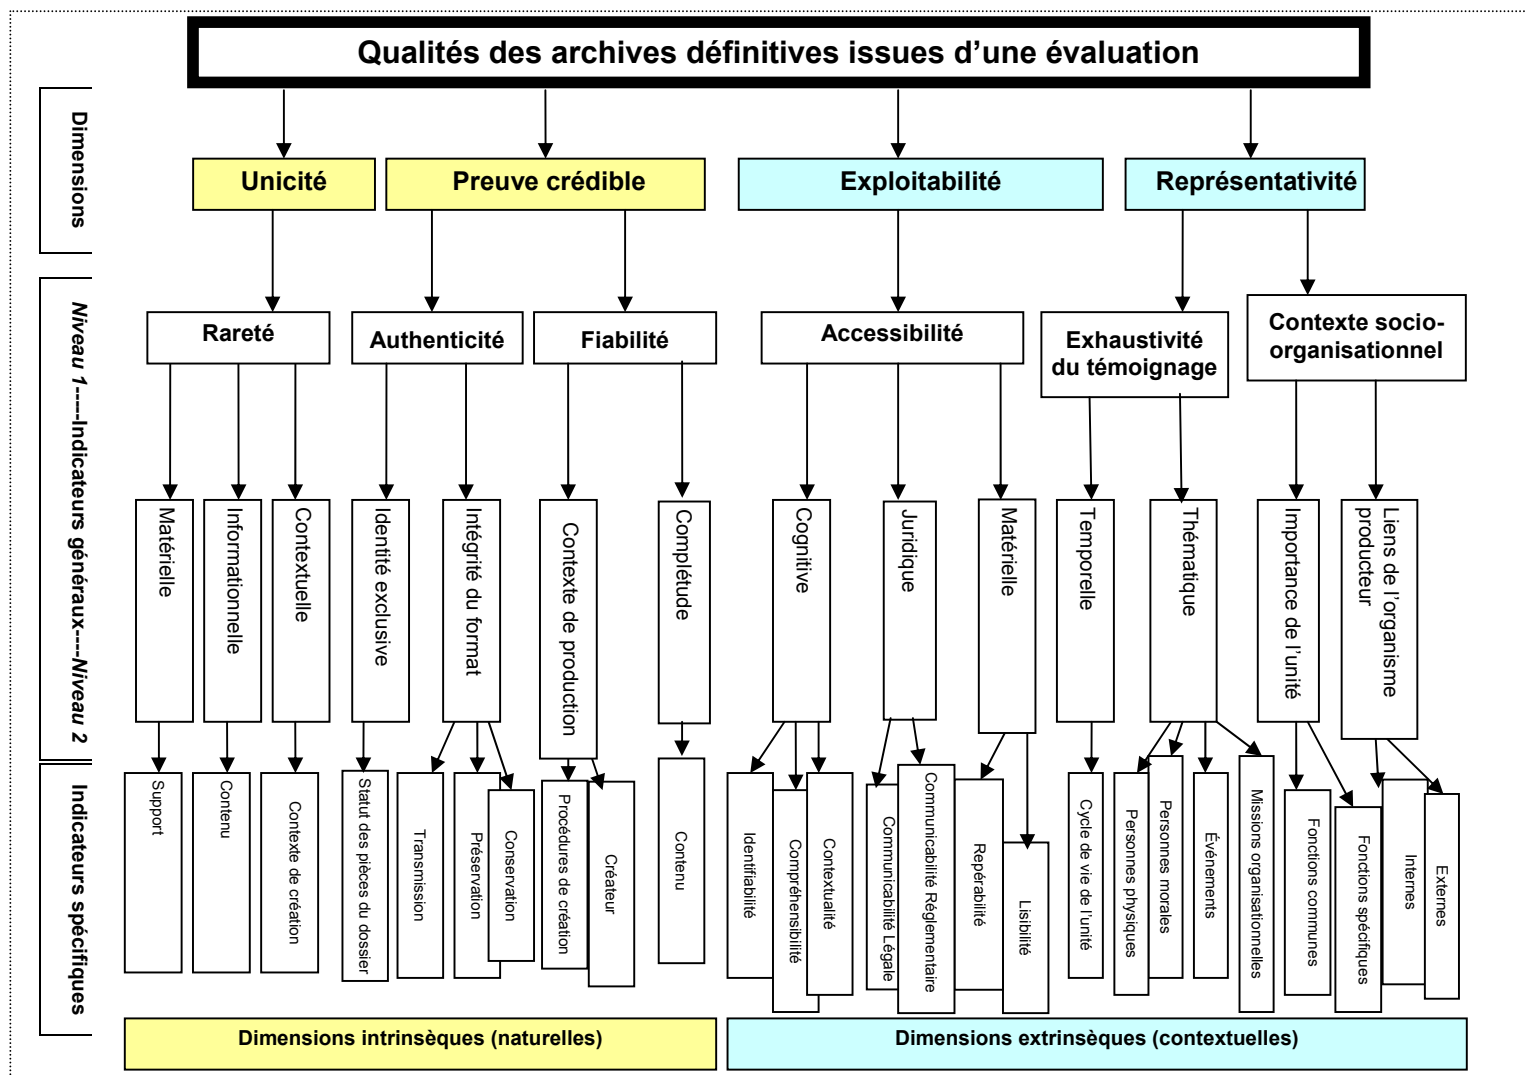 Qualités des archives définitives issues d’une évaluation
Dimensions
Unicité
Preuve crédible
Exploitabilité
Représentativité
Niveau 1-----Indicateurs généraux----Niveau 2
Rareté
Authenticité
Fiabilité
Accessibilité
Exhaustivité
du témoignage
Contexte socio-
organisationnel
Matérielle
Informationnelle
Contextuelle
Identité exclusive
Intégrité du format
Contexte de production
Complétude
Cognitive
Juridique
Matérielle
Temporelle
Thématique
Importance de l’unité
Liens de l’organisme
producteur
Indicateurs spécifiques
Support
Contenu
Contexte de création
Statut des pièces du dossier
Transmission
Préservation
Conservation
Procédures de création
Créateur
Contenu
Identifiabilité
Compréhensibilité
Contextualité
Communicabilité Légale
Communicabilité Réglementaire
Repérabilité
Lisibilité
Cycle de vie de l’unité
Personnes physiques
Personnes morales
Événements
Missions organisationnelles
Fonctions communes
Fonctions spécifiques
Internes
Externes
Dimensions intrinsèques (naturelles)
Dimensions extrinsèques (contextuelles)